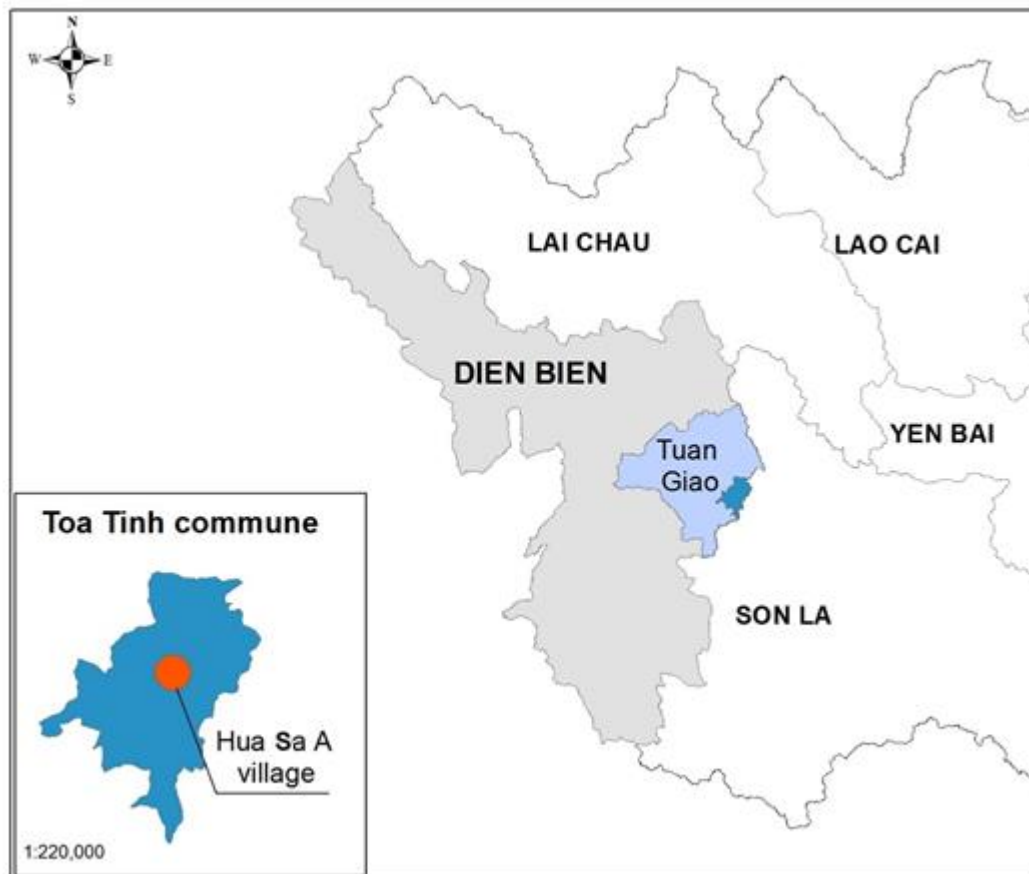 N
W E
S
LAI CHAU
LAO CAI
DIEN BIEN
YEN BAI
Tuan
Giao
Toa Tinh commune
SON LA
Hua Sa A
village
1:220,000